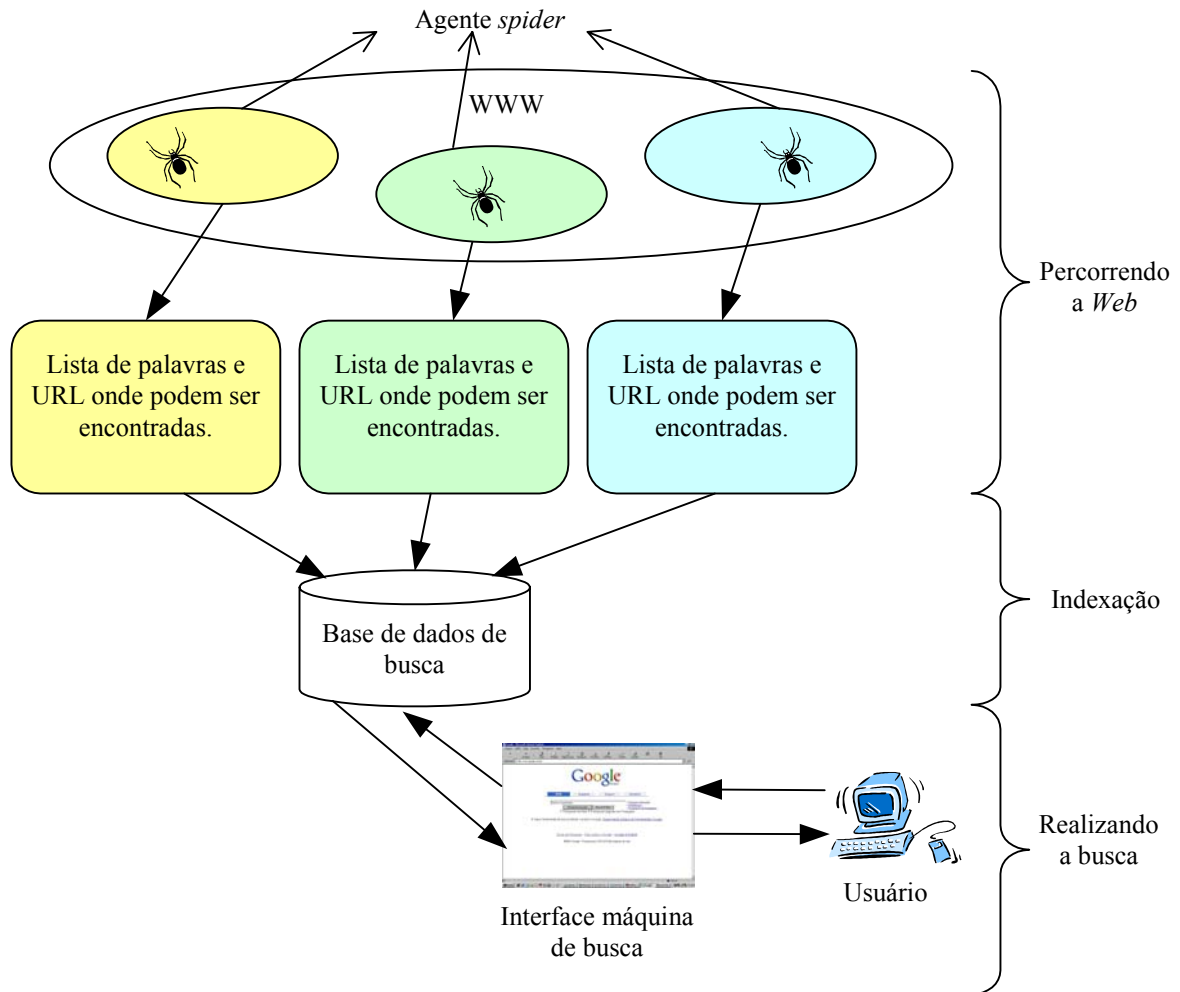 Agente spider
WWW
Percorrendo
a Web
Lista de palavras e
URL onde podem ser
encontradas.
Lista de palavras e
URL onde podem ser
encontradas.
Lista de palavras e
URL onde podem ser
encontradas.
Indexação
Base de dados de
busca
Google
Realizando
a busca
Usuário
Interface máquina
de busca